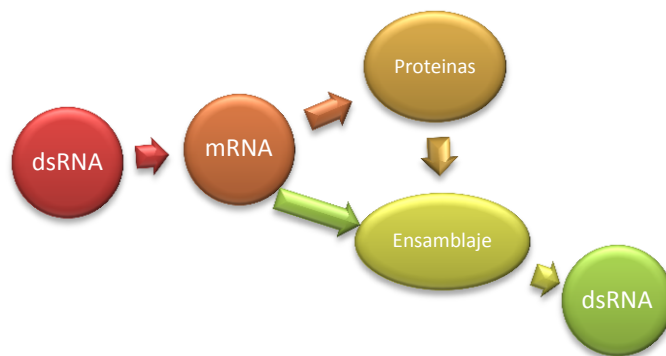 dsRNA
mRNA
Proteinas
Ensamblaje
dsRNA